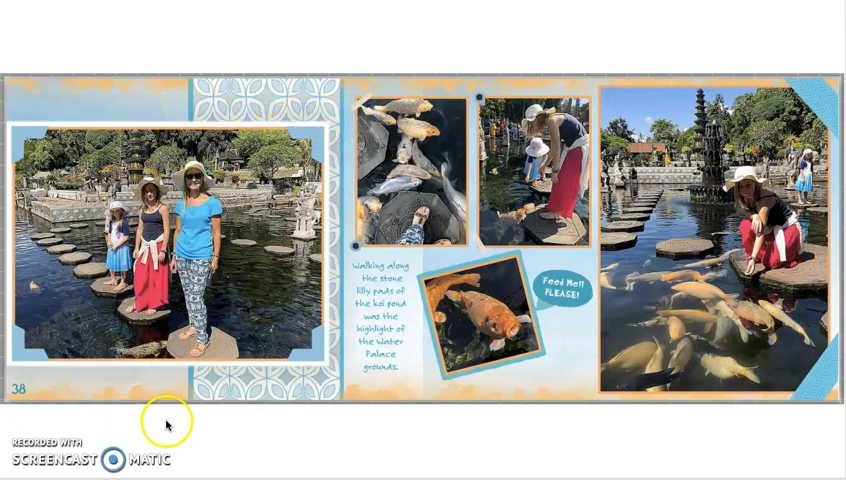 Walking along
the stone
lilly pads of
the koi pond
was the
highlight of
the Water
Palace
grounds.
Feed Me!!
PLEASE!
38
RECORDED WITH
SCREENCAST MATIC